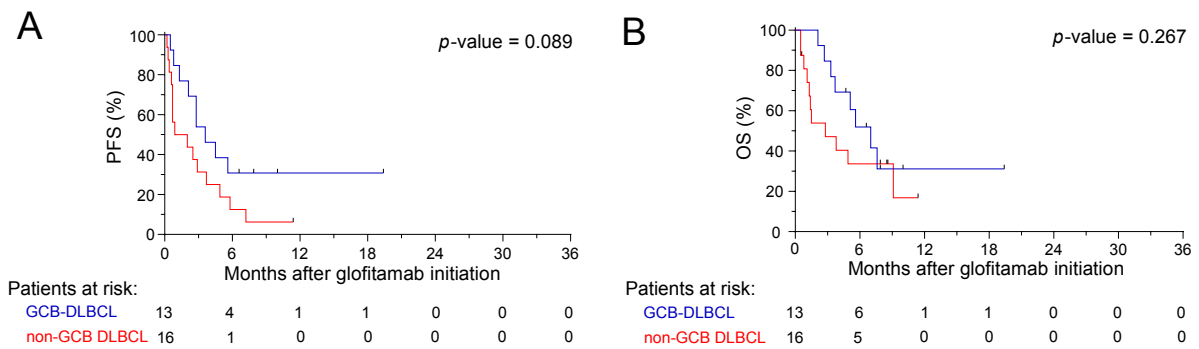 A
p-value = 0.089
PFS (%)
100
80
60
40
20
0
0 6 12 18 24 30 36
Months after glofitamab initiation
Patients at risk:
GCB-DLBCL 13 4 1 1 0 0 0
non-GCB DLBCL 16 1 0 0 0 0 0
B
p-value = 0.267
OS (%)
100
80
60
40
20
0
0 6 12 18 24 30 36
Months after glofitamab initiation
Patients at risk:
GCB-DLBCL 13 6 1 1 0 0 0
non-GCB DLBCL 16 5 0 0 0 0 0